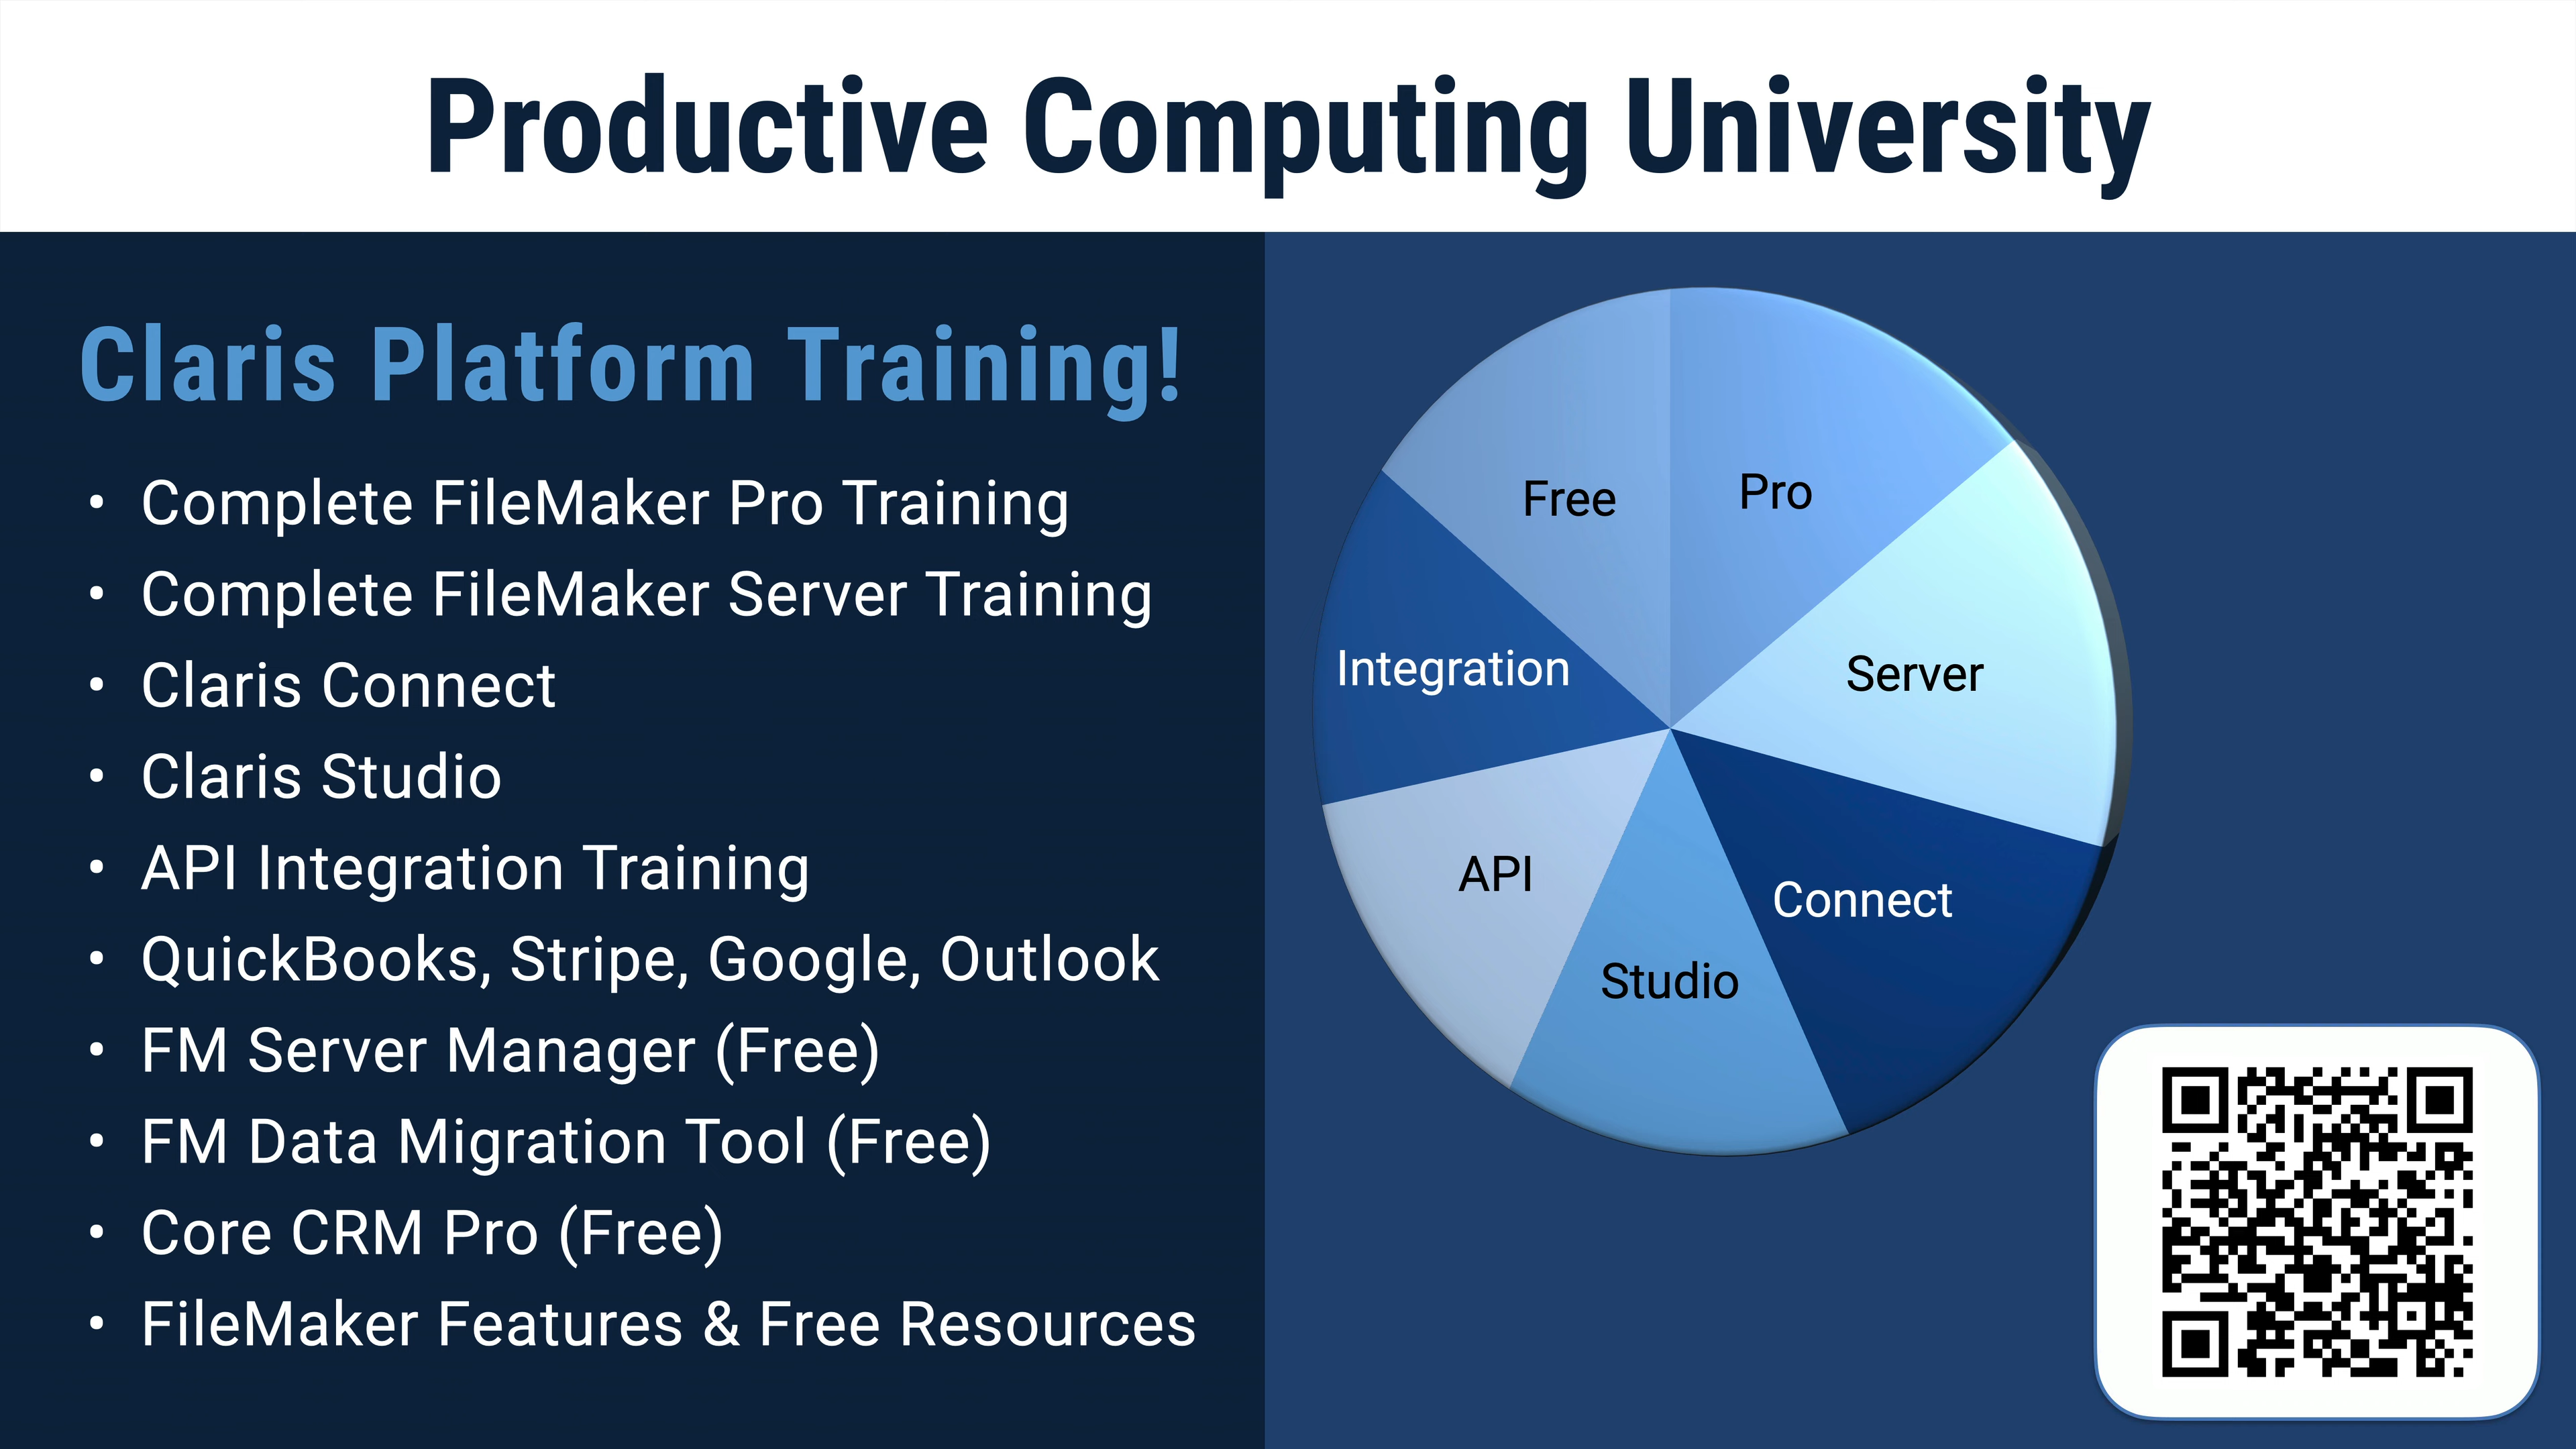 Productive Computing University
Claris Platform Training!
• Complete FileMaker Pro Training
• Complete FileMaker Server Training
• Claris Connect
• Claris Studio
• API Integration Training
• QuickBooks, Stripe, Google, Outlook
• FM Server Manager (Free)
• FM Data Migration Tool (Free)
• Core CRM Pro (Free)
• FileMaker Features & Free Resources
Free
Pro
Integration
Server
API
Connect
Studio